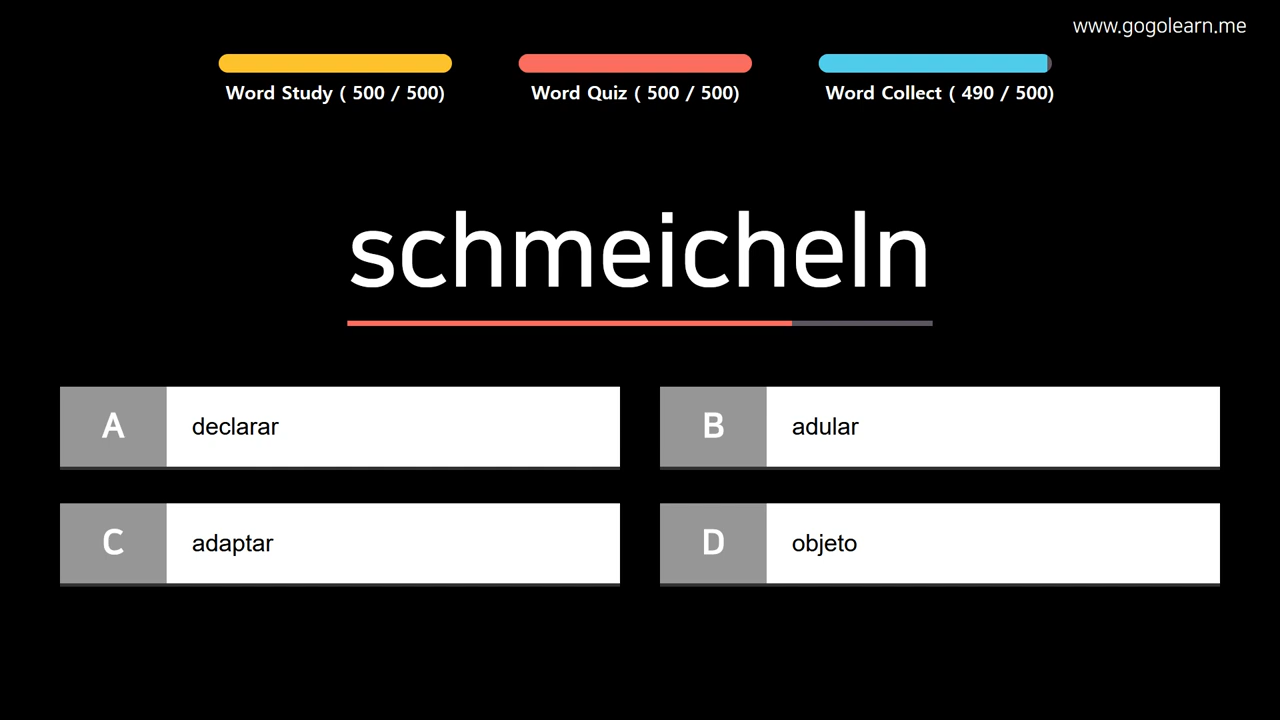 www.gogolearn.me
Word Study ( 500 / 500)
Word Quiz ( 500 / 500)
Word Collect ( 490 / 500)
schmeicheln
A declarar
B adular
C adaptar
D objeto